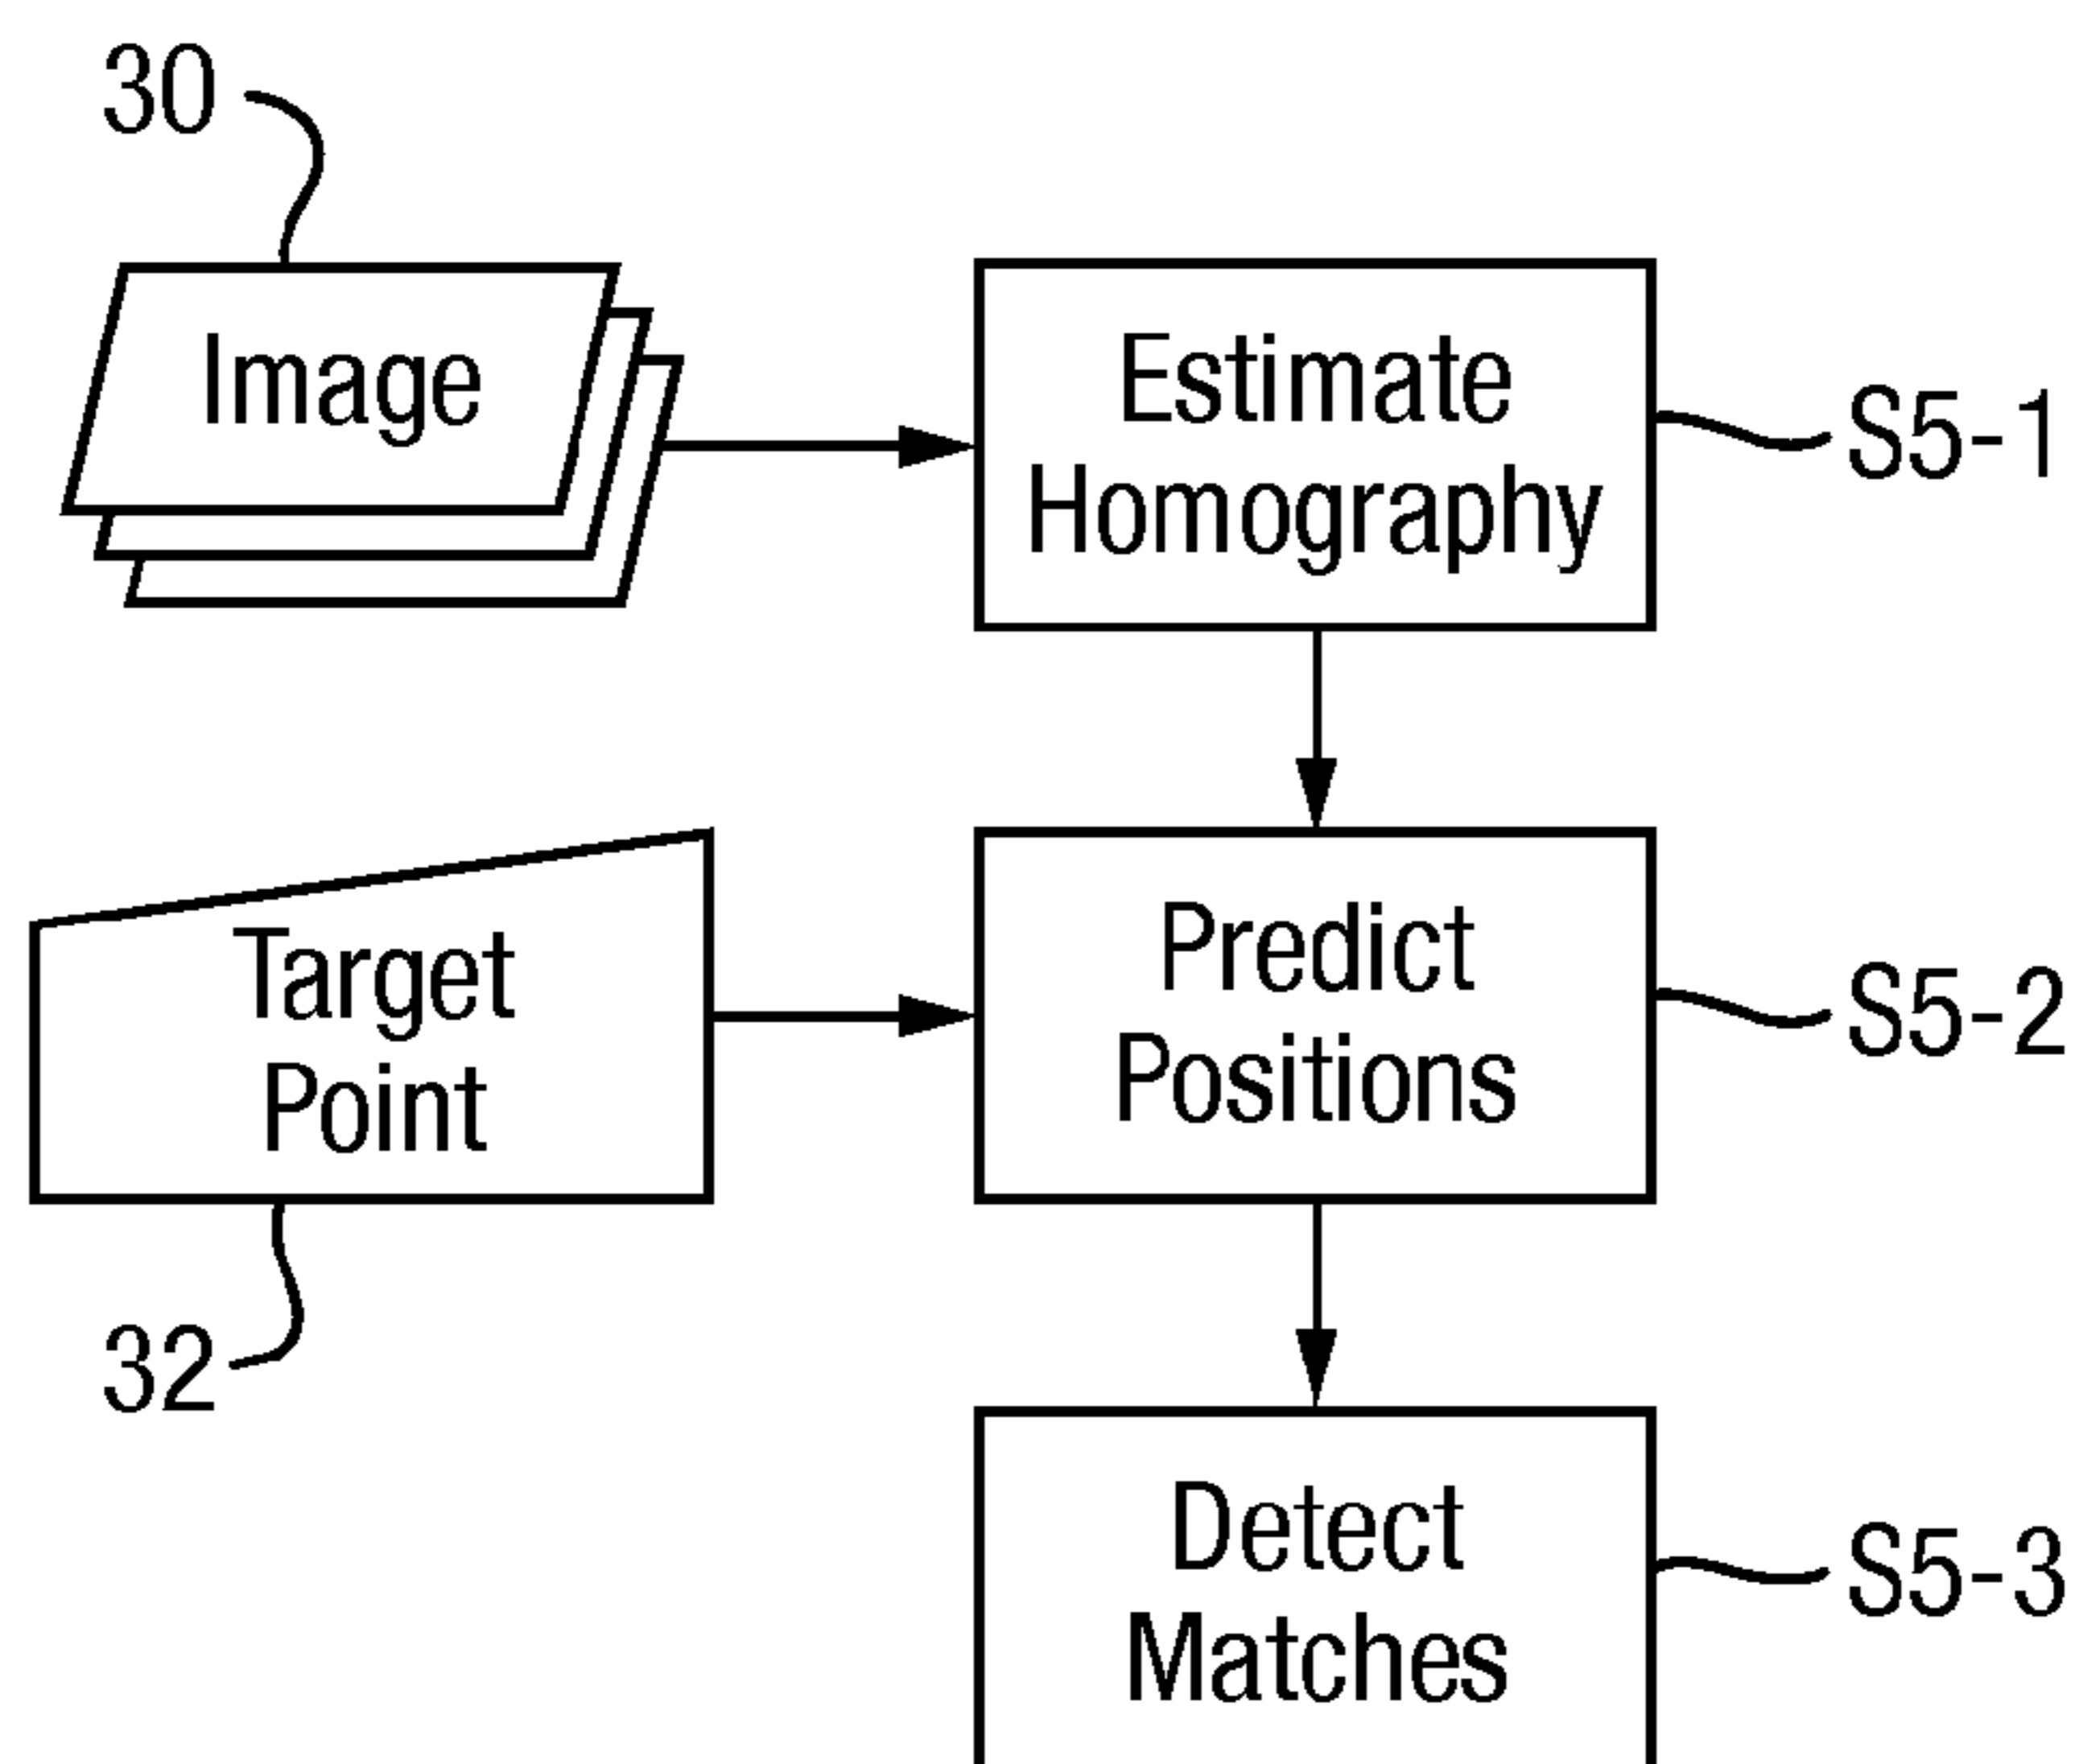 30
Image
Estimate
Homography
S5-1
Target
Point
32
Predict
Positions
S5-2
Detect
Matches
S5-3